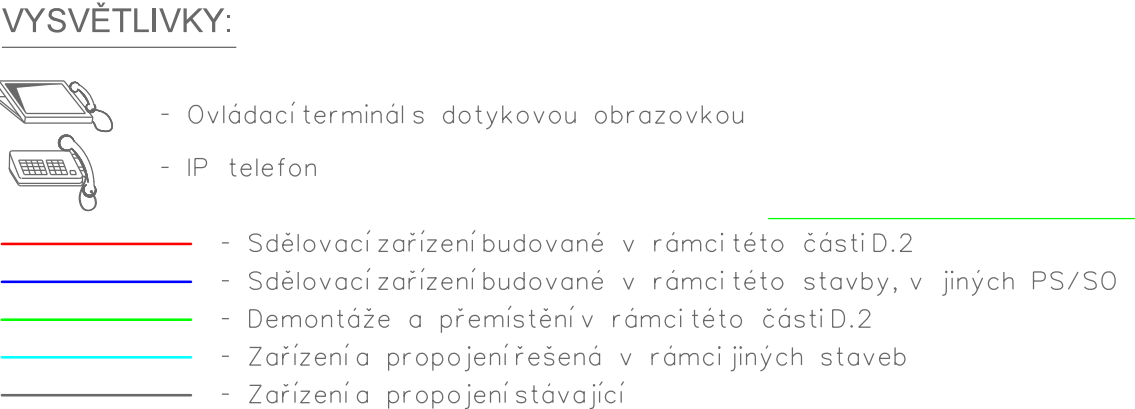 VYSVĚTLIVKY:
- Ovládací terminál s dotykovou obrazovkou
- IP telefon
- Sdělovací zařízení budované v rámci této části D.2
- Sdělovací zařízení budované v rámci této stavby, v jiných PS/SO
- Demontáže a přemístění v rámci této části D.2
- Zařízení a propojení řešená v rámci jiných staveb
- Zařízení a propojení stávající